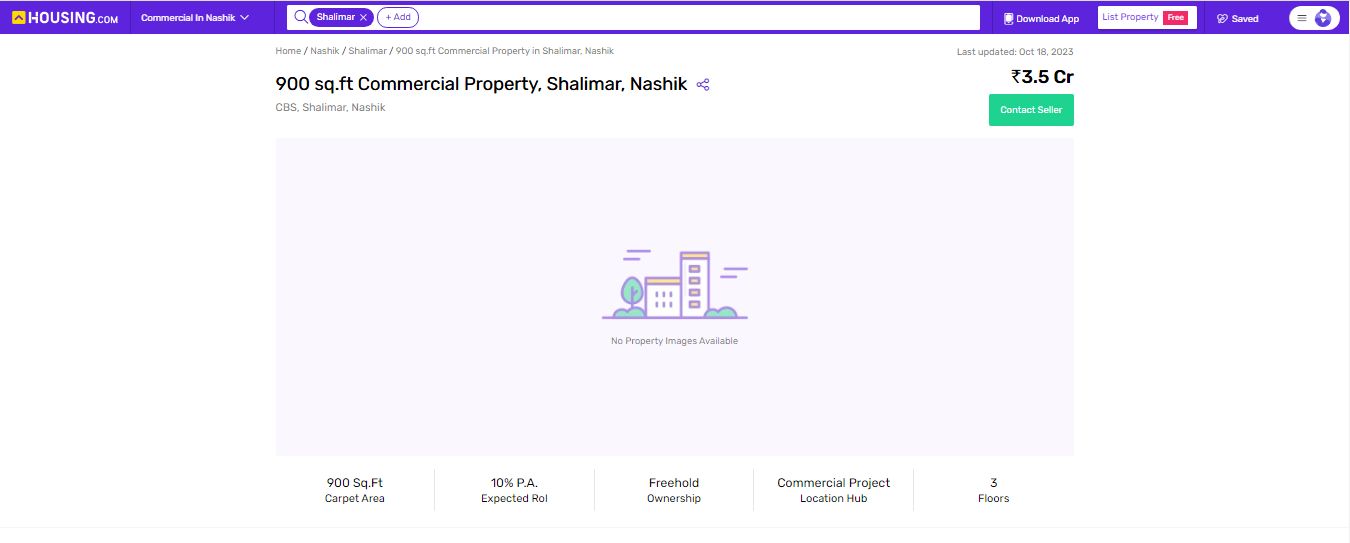 HOUSING.COM
Commercial In Nashik
Shalimar
+ Add
Download App
List Property Free
Saved
Home / Nashik / Shalimar / 900 sq.ft Commercial Property in Shalimar, Nashik
Last updated: Oct 18, 2023
900 sq.ft Commercial Property, Shalimar, Nashik
₹3.5 Cr
CBS, Shalimar, Nashik
Contact Seller
No Property Images Available
900 Sq.Ft
Carpet Area
10% P.A.
Expected RoI
Freehold
Ownership
Commercial Project
Location Hub
3
Floors